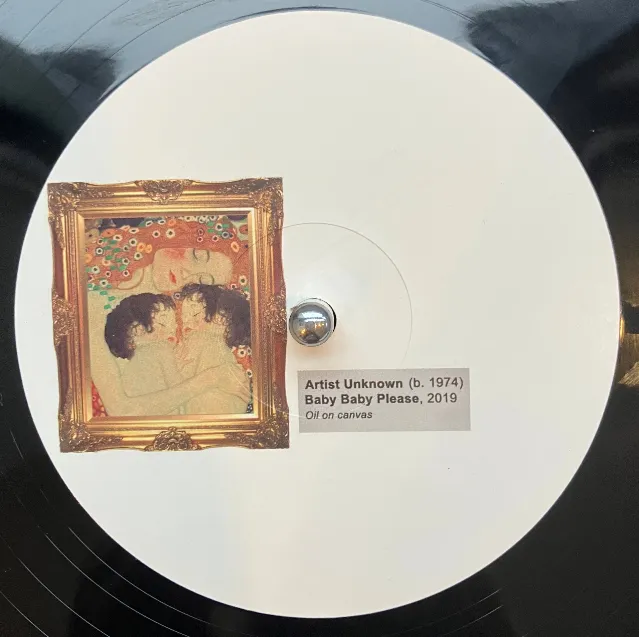 Artist Unknown (b. 1974)
Baby Baby Please, 2019
Oil on canvas